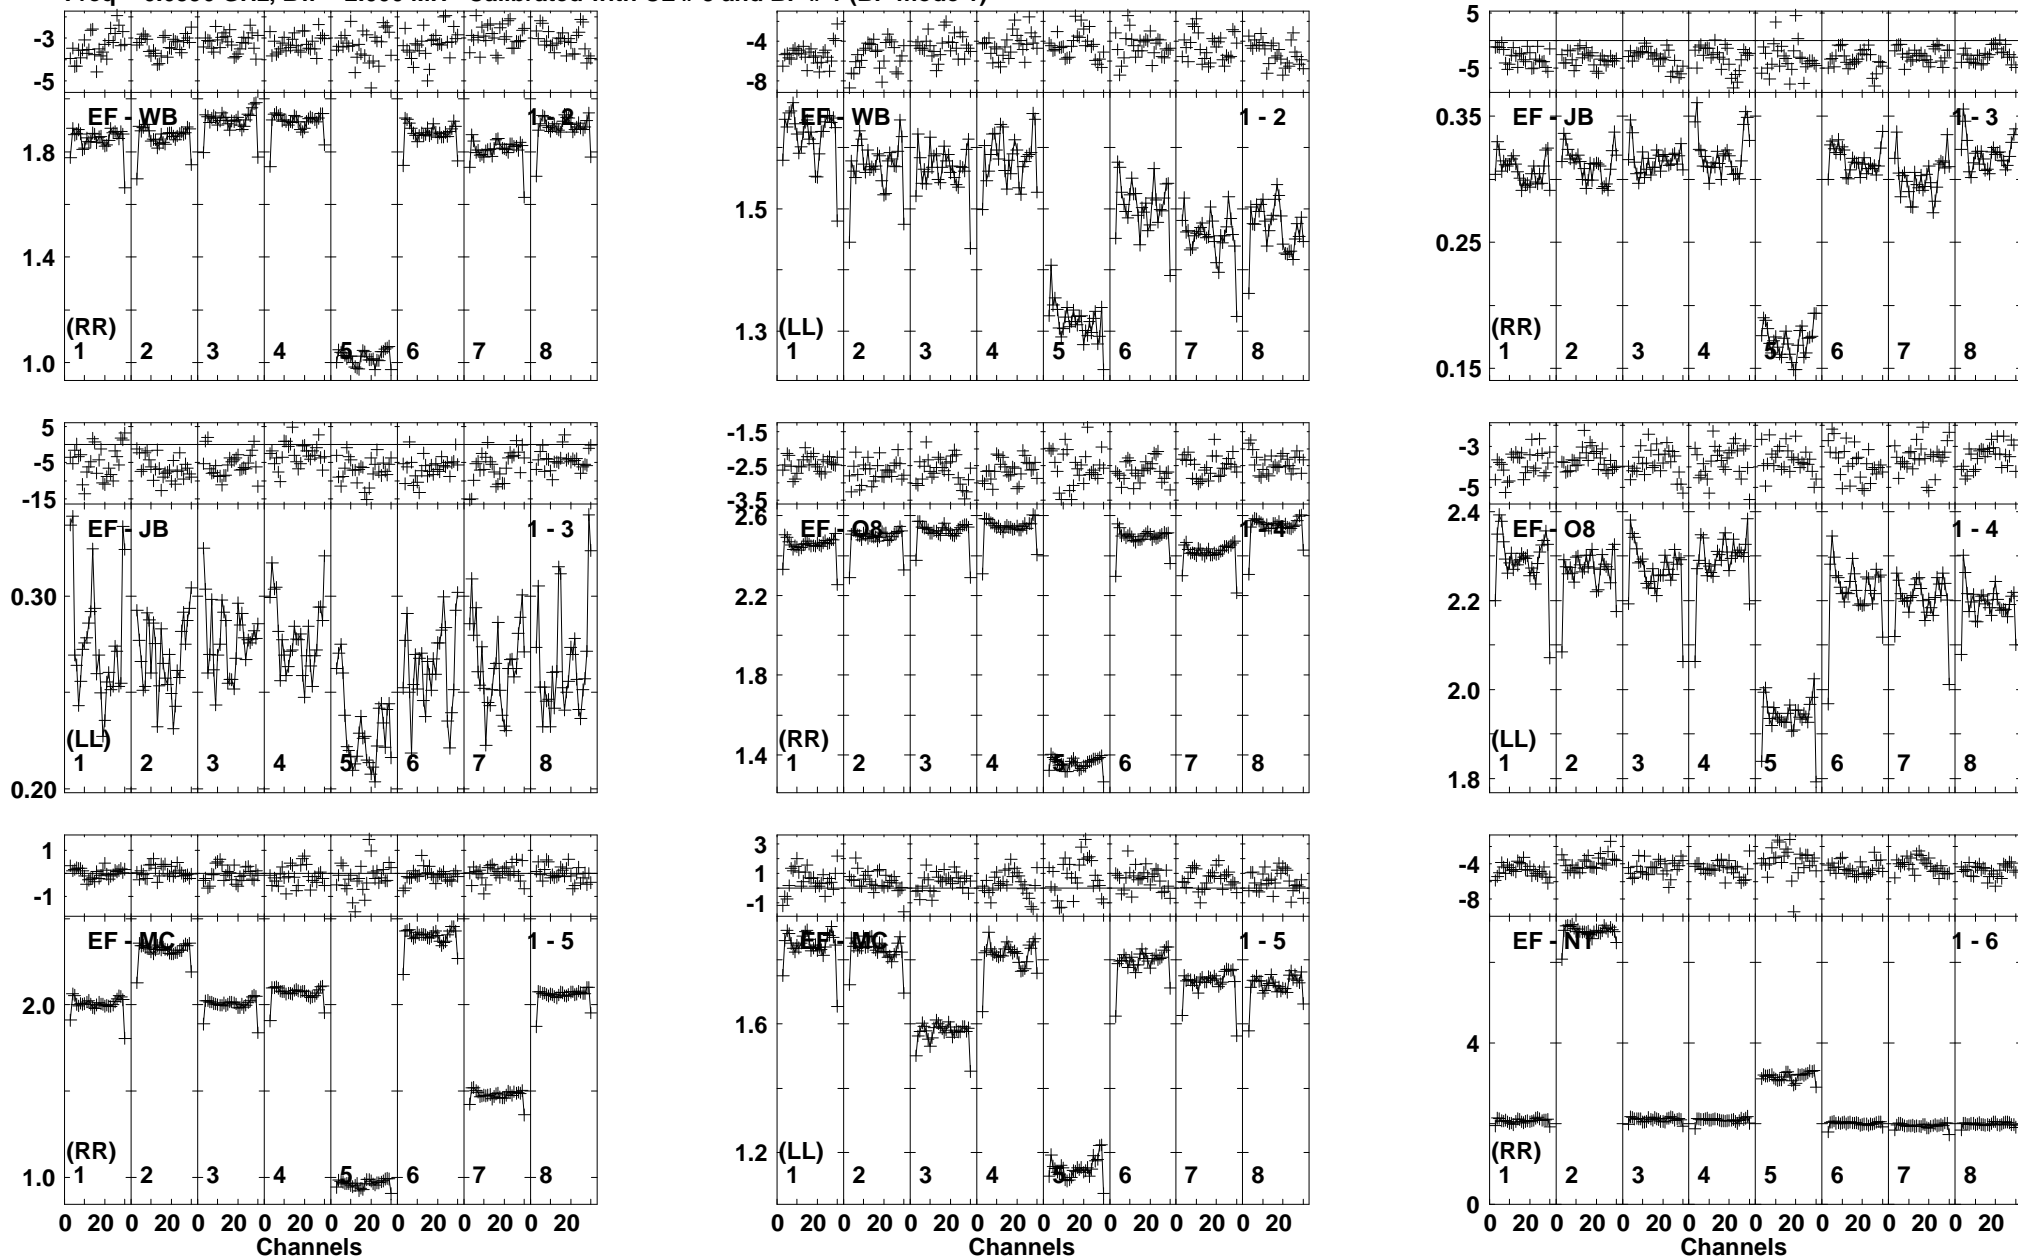 -3
-5
EF - WB 1 - 2
1.8
1.4
1.0
(RR)
1 2 3 4 5 6 7 8
-4
-8
EF - WB 1 - 2
1.5
1.3
(LL)
1 2 3 4 5 6 7 8
5
-5
EF - JB 1 - 3
0.35
0.25
0.15
(RR)
1 2 3 4 5 6 7 8
5
-5
-15
EF - JB 1 - 3
0.30
0.20
(LL)
1 2 3 4 5 6 7 8
-1.5
-2.5
-3.5
EF - O8 1 - 4
2.6
2.2
1.8
1.4
(RR)
1 2 3 4 5 6 7 8
-3
-5
EF - O8 1 - 4
2.4
2.2
2.0
1.8
(LL)
1 2 3 4 5 6 7 8
1
-1
EF - MC 1 - 5
2.0
1.0
(RR)
1 2 3 4 5 6 7 8
0 20 0 20 0 20 0 20 0 20 0 20 0 20 0 20
Channels
3
1
-1
EF - MC 1 - 5
1.6
1.2
(LL)
1 2 3 4 5 6 7 8
0 20 0 20 0 20 0 20 0 20 0 20 0 20 0 20
Channels
-4
-8
EF - NT 1 - 6
4
0
(RR)
1 2 3 4 5 6 7 8
0 20 0 20 0 20 0 20 0 20 0 20 0 20 0 20
Channels